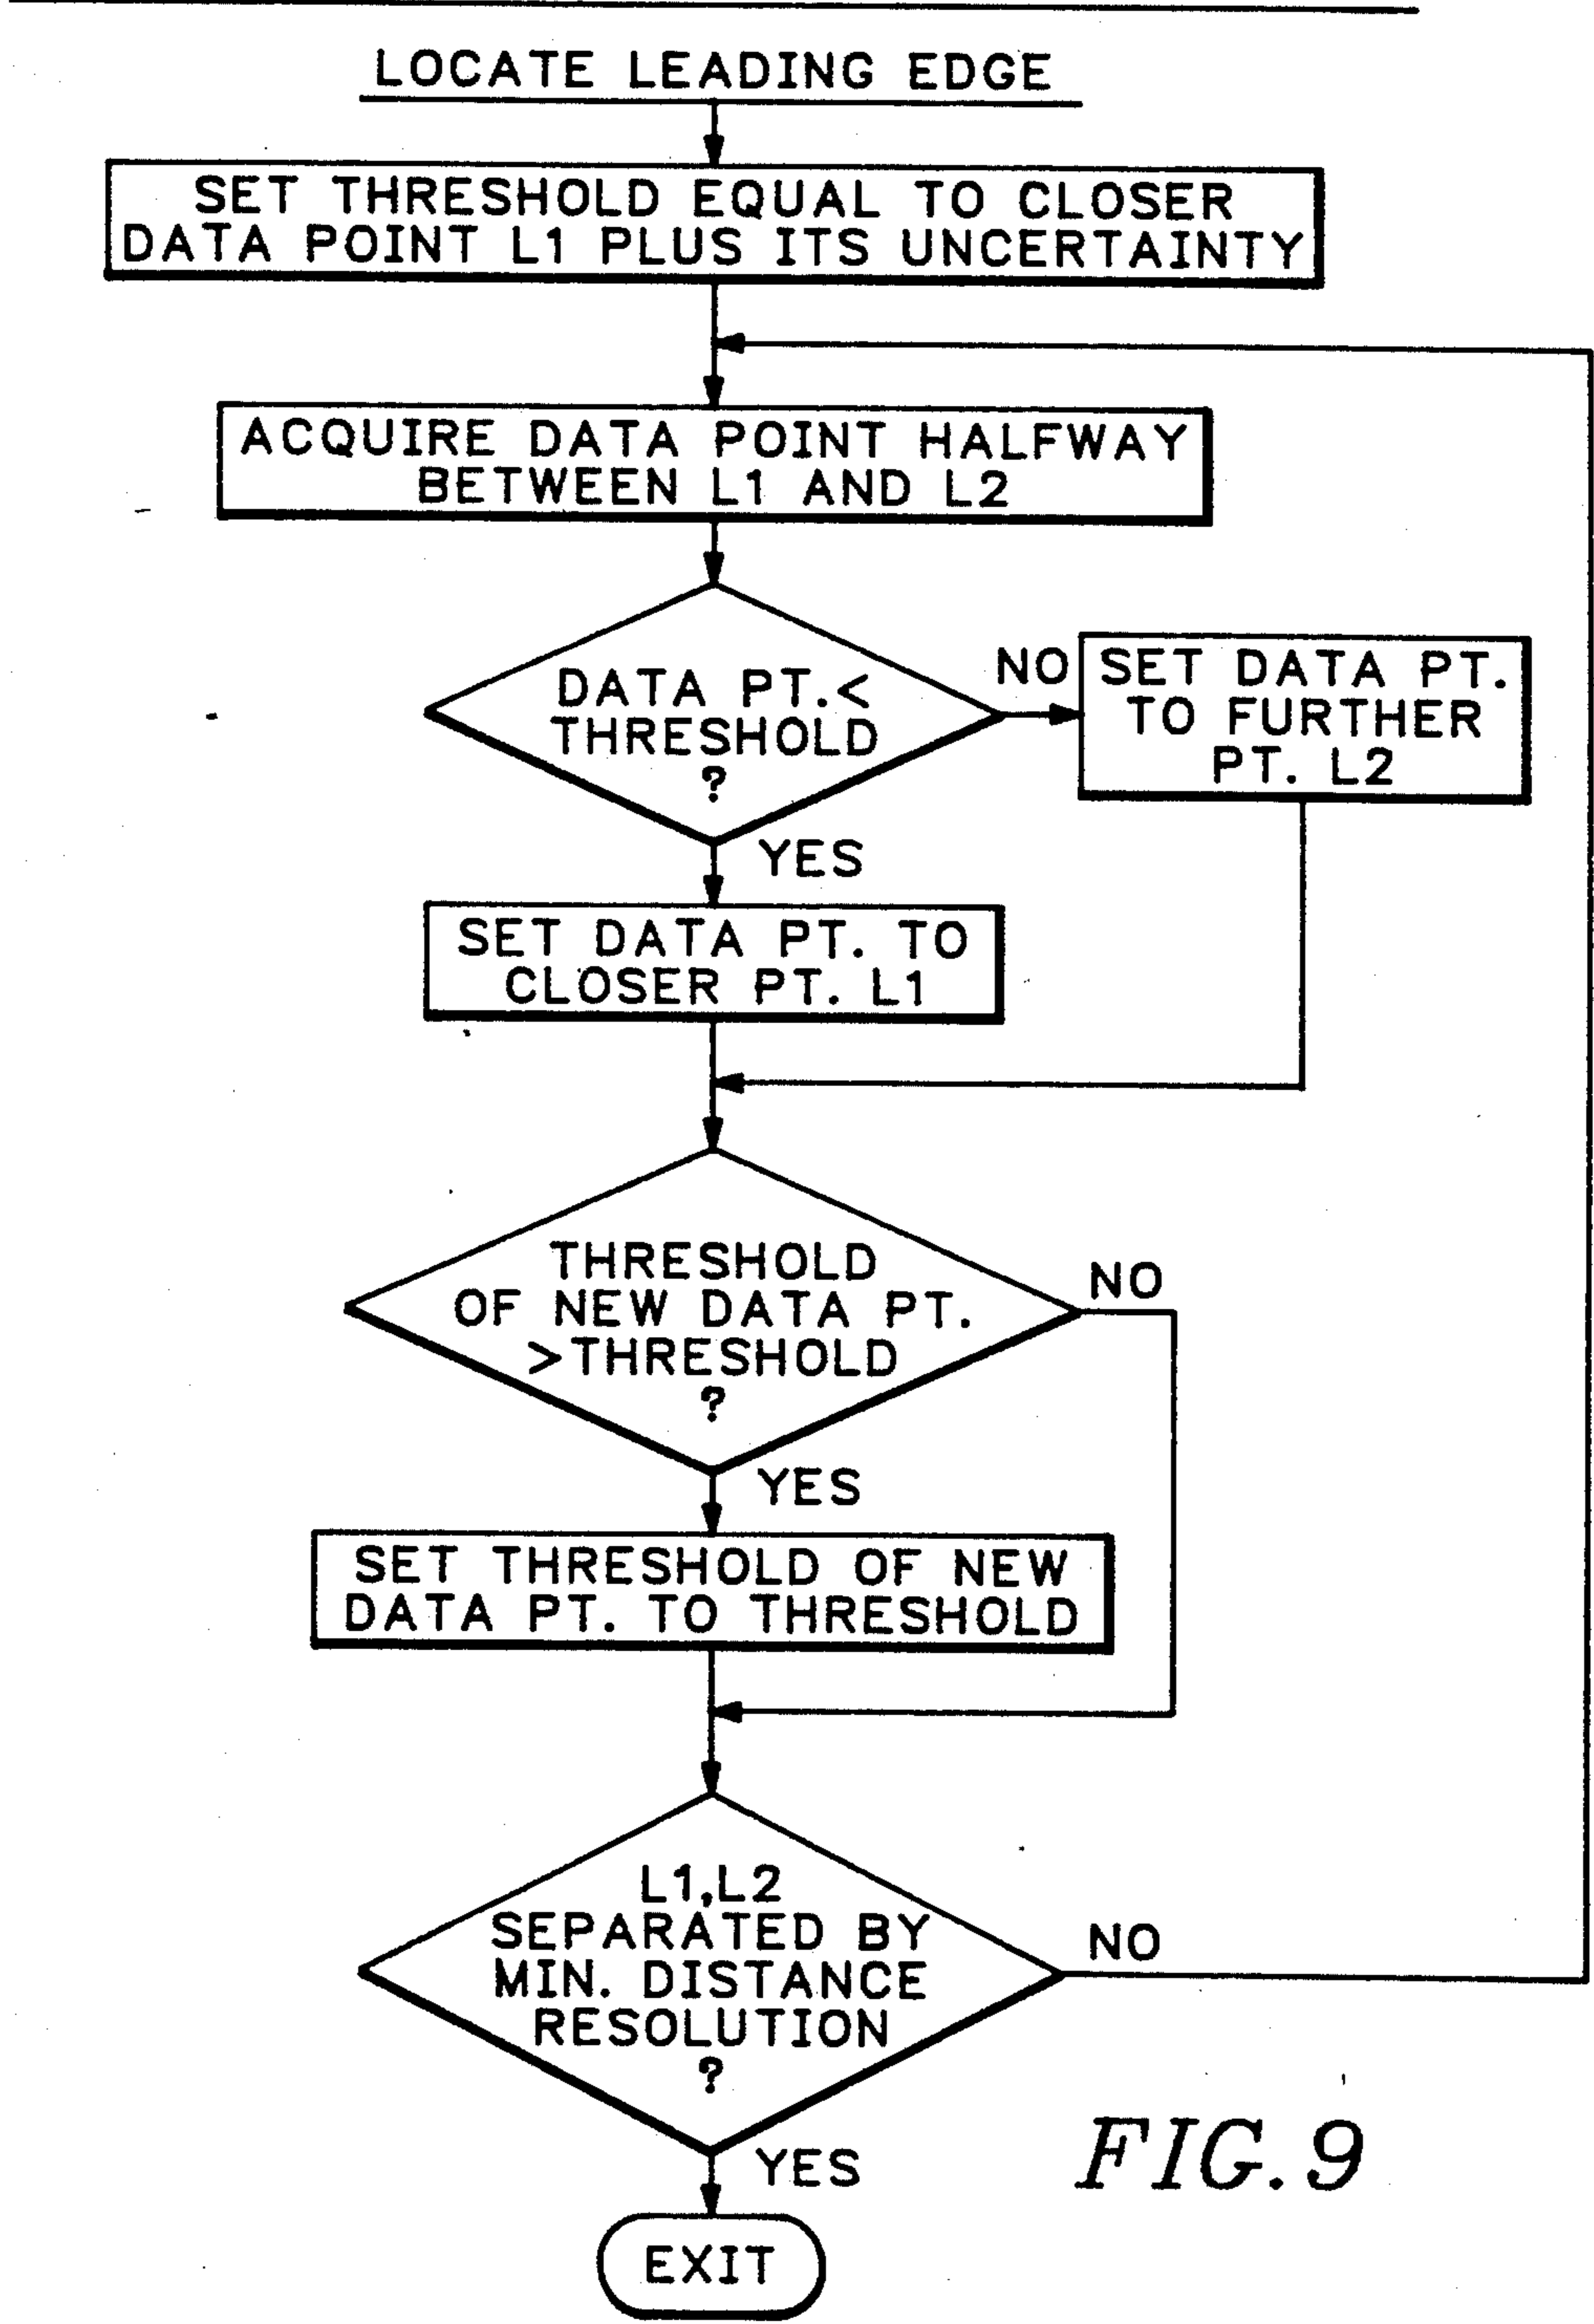 LOCATE LEADING EDGE
SET THRESHOLD EQUAL TO CLOSER
DATA POINT L1 PLUS ITS UNCERTAINTY
ACQUIRE DATA POINT HALFWAY
BETWEEN L1 AND L2
DATA PT.<
THRESHOLD
?
NO
SET DATA PT.
TO FURTHER
PT. L2
YES
SET DATA PT. TO
CLOSER PT. L1
THRESHOLD
OF NEW DATA PT.
>THRESHOLD
?
NO
YES
SET THRESHOLD OF NEW
DATA PT. TO THRESHOLD
L1,L2
SEPARATED BY
MIN. DISTANCE
RESOLUTION
?
NO
YES
EXIT
FIG.9